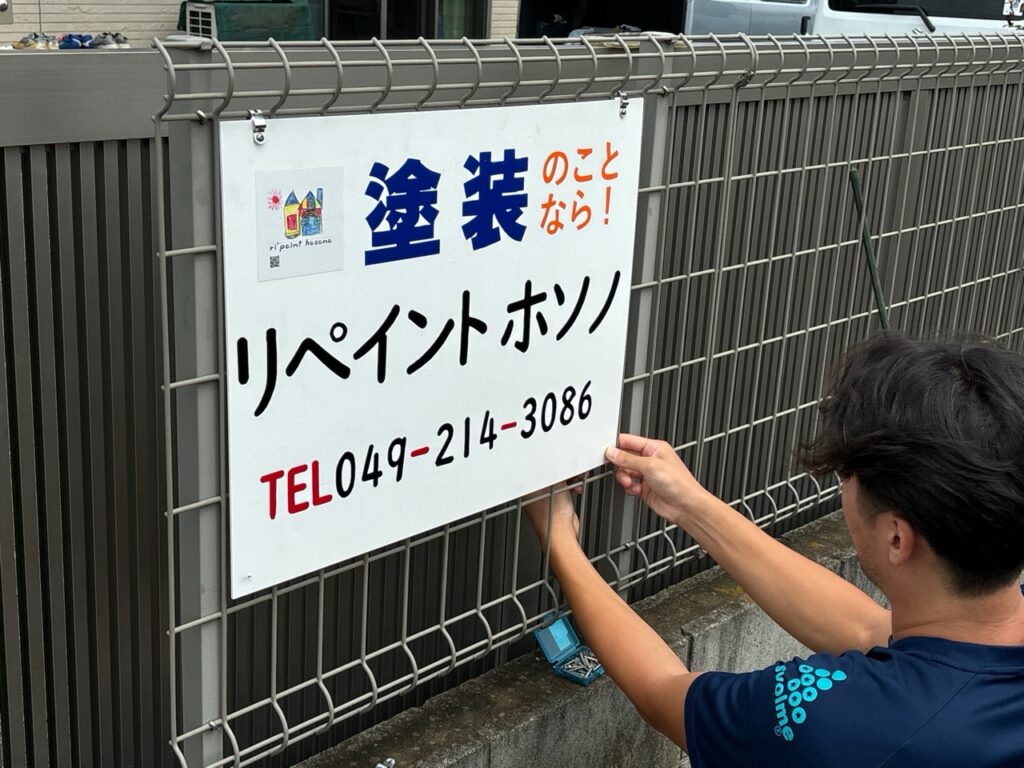 塗装のことなら！
ri*paint hosono
リペイント ホソノ
TEL049-214-3086
svolme